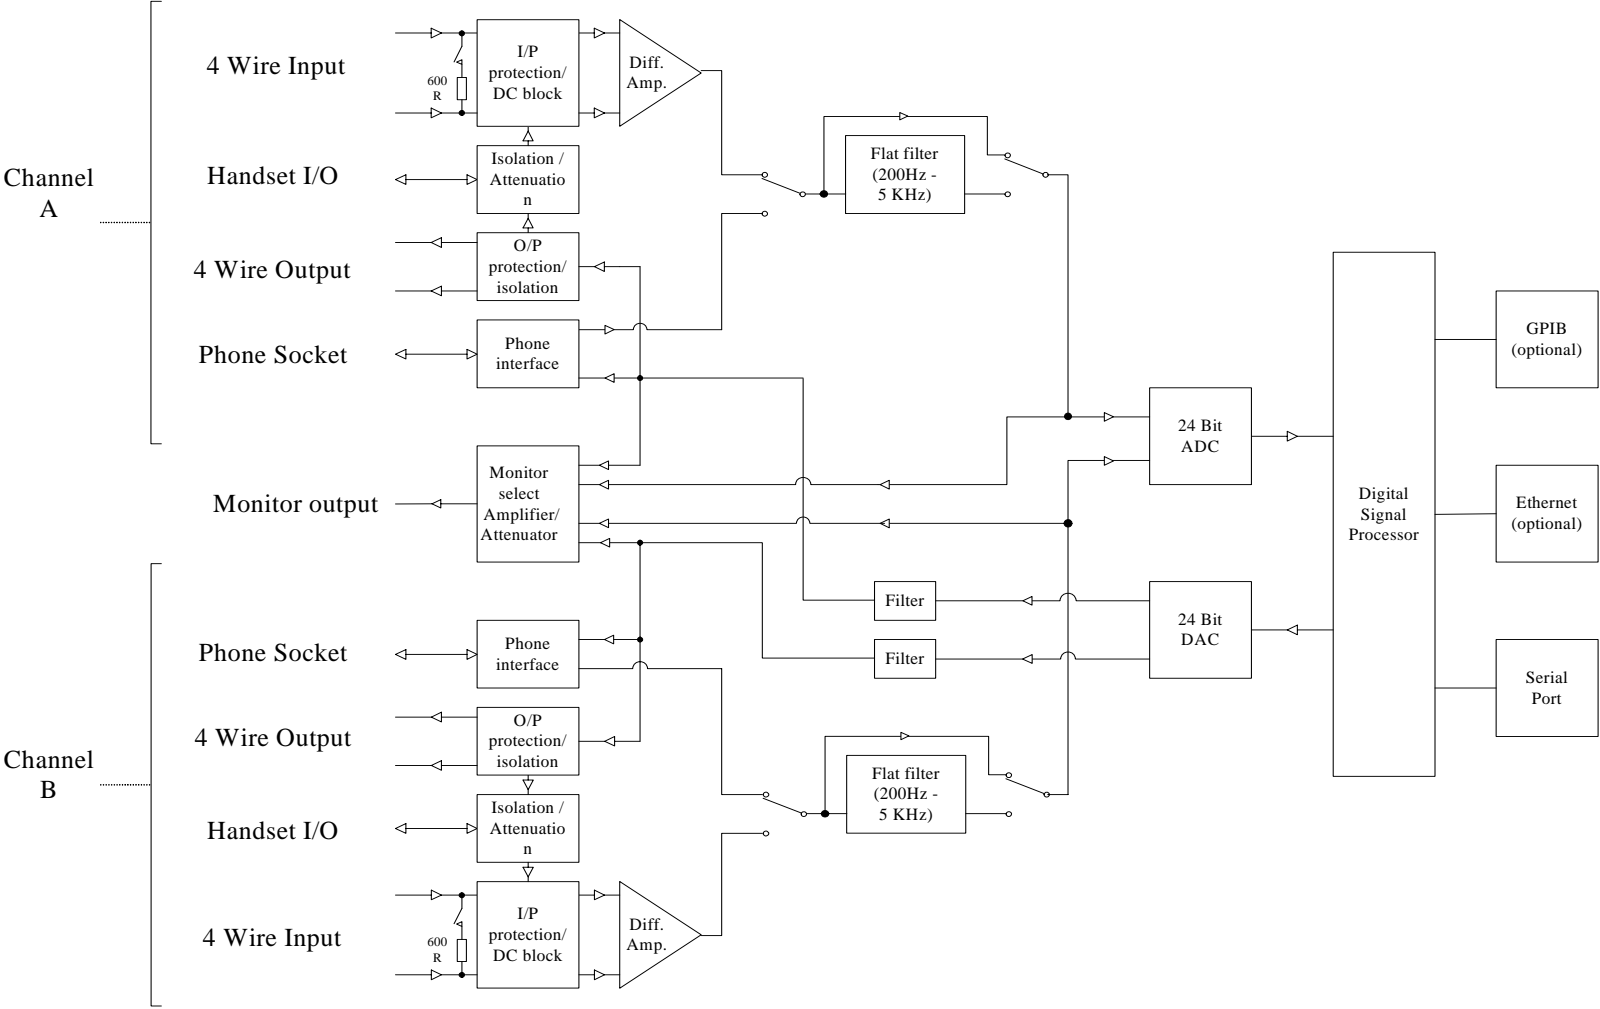 4 Wire Input
600
R
I/P
protection/
DC block
Diff.
Amp.
Channel
A
Handset I/O
Isolation /
Attenuatio
n
Flat filter
(200Hz -
5 KHz)
4 Wire Output
O/P
protection/
isolation
Phone Socket
Phone
interface
GPIB
(optional)
24 Bit
ADC
Monitor output
Monitor
select
Amplifier/
Attenuator
Digital
Signal
Processor
Ethernet
(optional)
Filter
24 Bit
DAC
Filter
Phone Socket
Phone
interface
Serial
Port
4 Wire Output
O/P
protection/
isolation
Channel
B
Flat filter
(200Hz -
5 KHz)
Handset I/O
Isolation /
Attenuatio
n
4 Wire Input
600
R
I/P
protection/
DC block
Diff.
Amp.